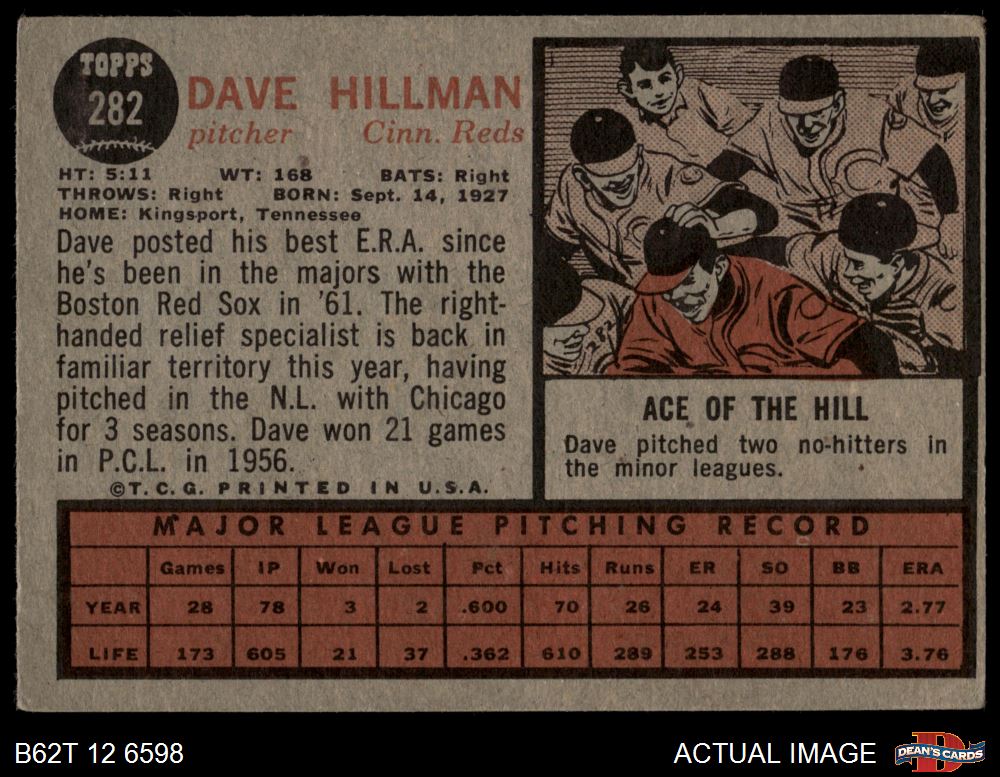 TOPPS
282
DAVE HILLMAN
pitcher Cinn. Reds
HT: 5:11 WT: 168 BATS: Right
THROWS: Right BORN: Sept. 14, 1927
HOME: Kingsport, Tennessee
Dave posted his best E.R.A. since
he's been in the majors with the
Boston Red Sox in '61. The right-
handed relief specialist is back in
familiar territory this year, having
pitched in the N.L. with Chicago
for 3 seasons. Dave won 21 games
in P.C.L. in 1956.
©T.C.G. PRINTED IN U.S.A.
282
ACE OF THE HILL
Dave pitched two no-hitters in
the minor leagues.
MAJOR LEAGUE PITCHING RECORD
Games IP Won Lost Pct Hits Runs ER SO BB ERA
YEAR 28 78 3 2 .600 70 26 24 39 23 2.77
LIFE 173 605 21 37 .362 610 289 253 288 176 3.76
B62T 12 6598
ACTUAL IMAGE
D
DEAN'S CARDS